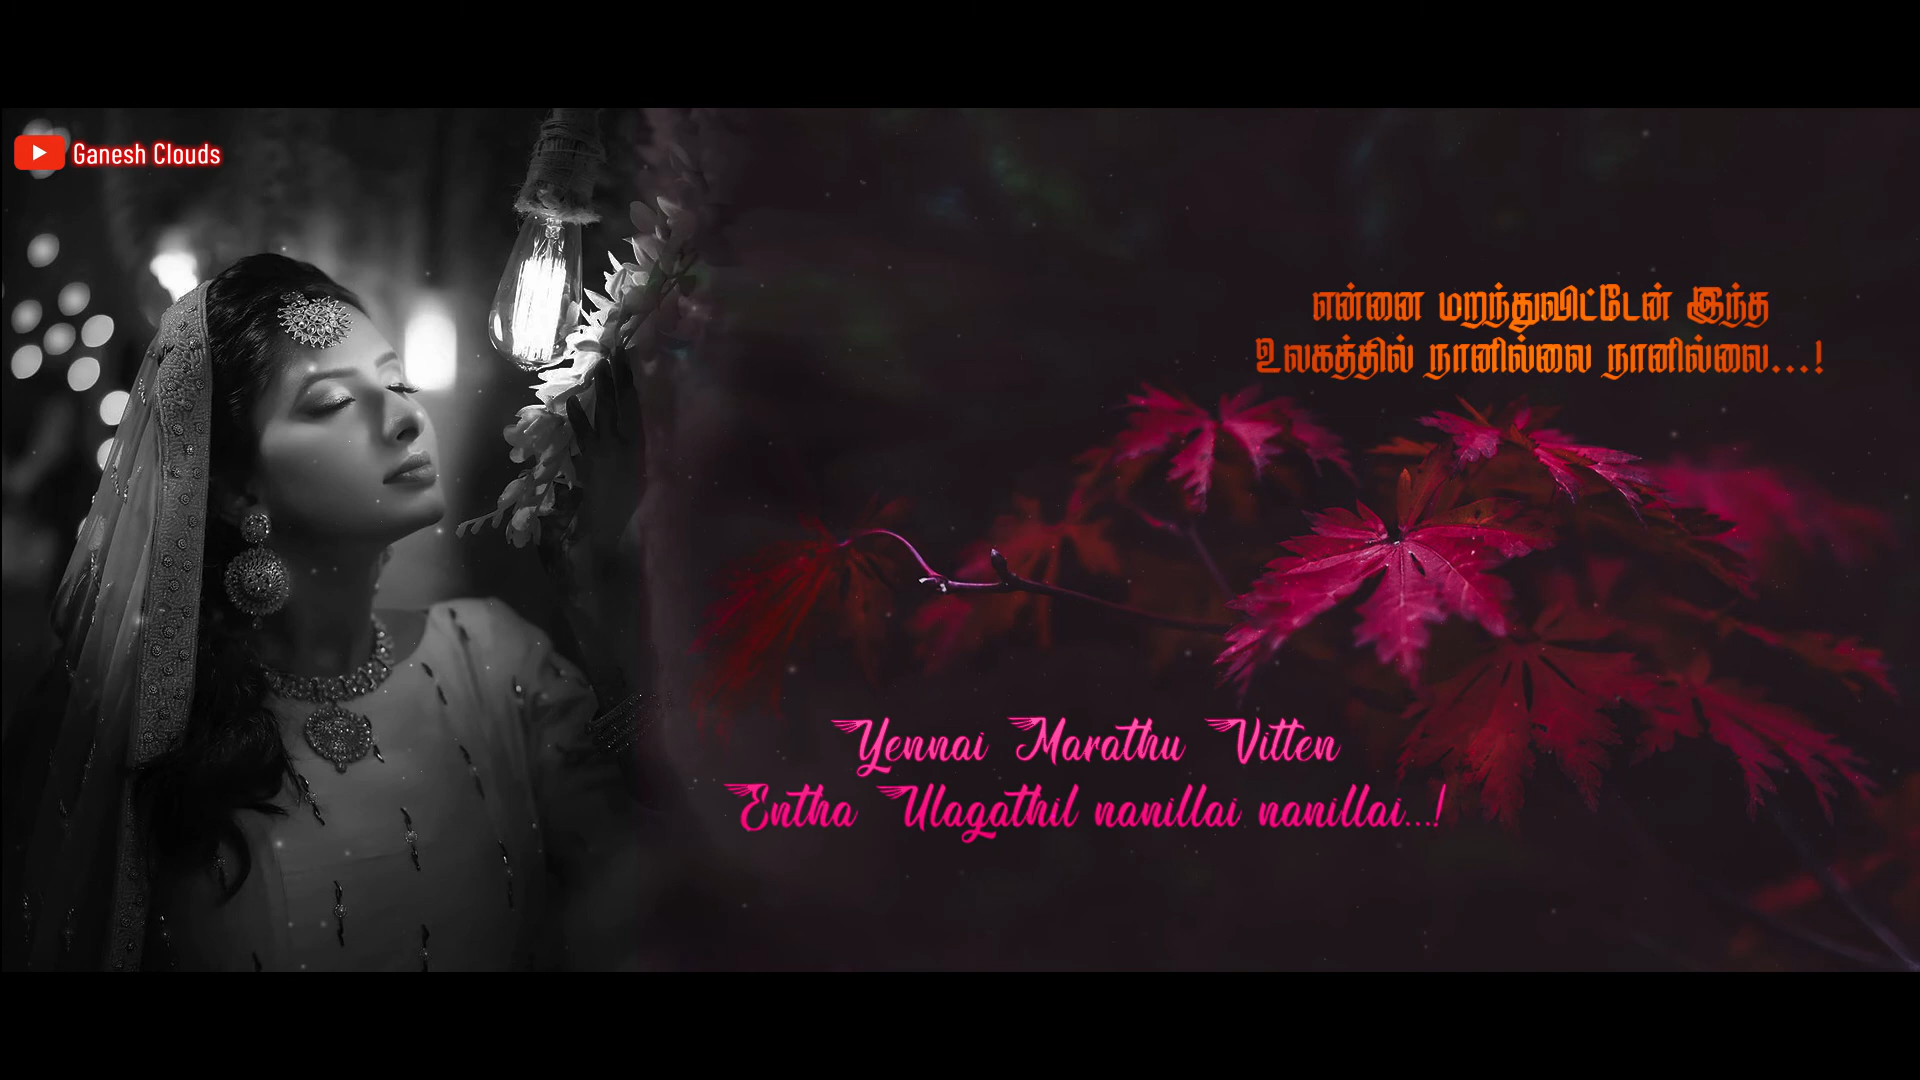 Ganesh Clouds
என்னை மறந்துவிட்டேன் இந்த
உலகத்தில் நானில்லை நானில்லை...!
Yennai Marathu Vitten
Entha Ulagathil nanillai nanillai...!